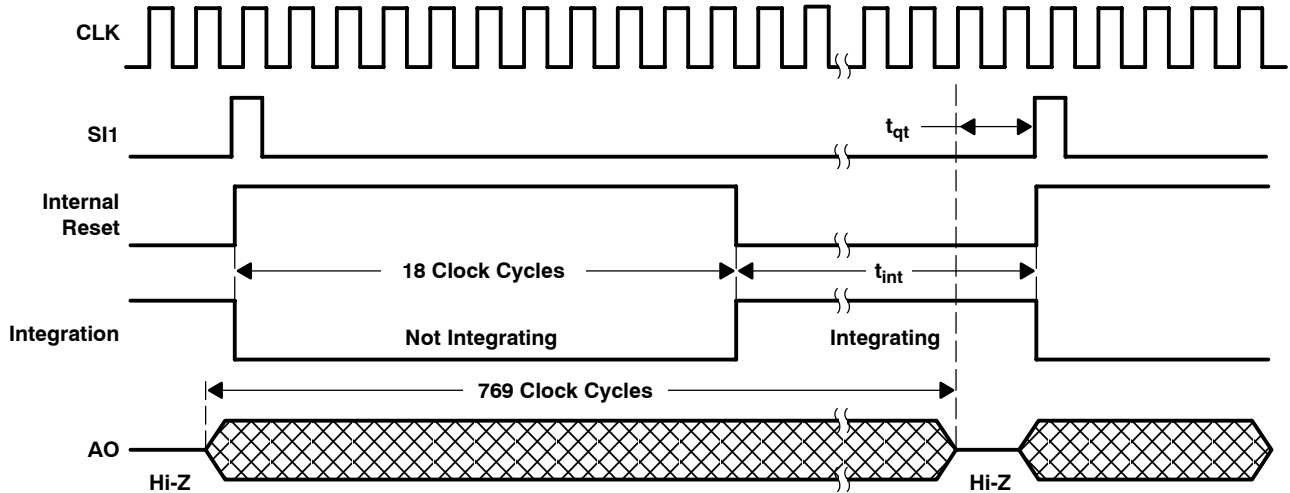 CLK
SI1
t_qt
Internal
Reset
18 Clock Cycles
t_int
Integration
Not Integrating
Integrating
769 Clock Cycles
AO
Hi-Z
Hi-Z